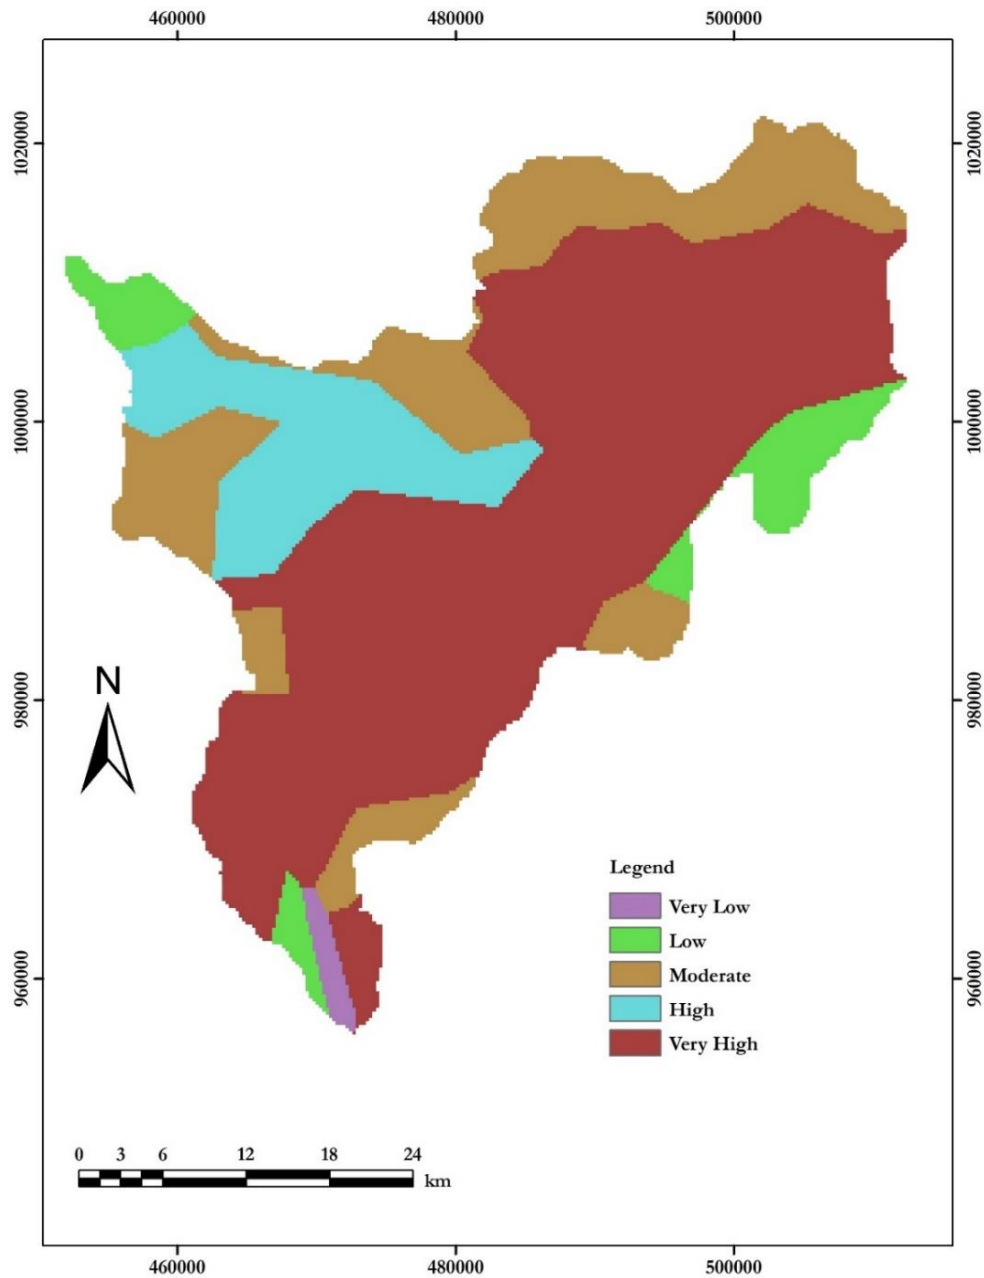 460000 480000 500000
1020000 1020000
1000000 1000000
N
980000 980000
Legend
Very Low
Low
Moderate
High
Very High
960000 960000
0 3 6 12 18 24
km
460000 480000 500000